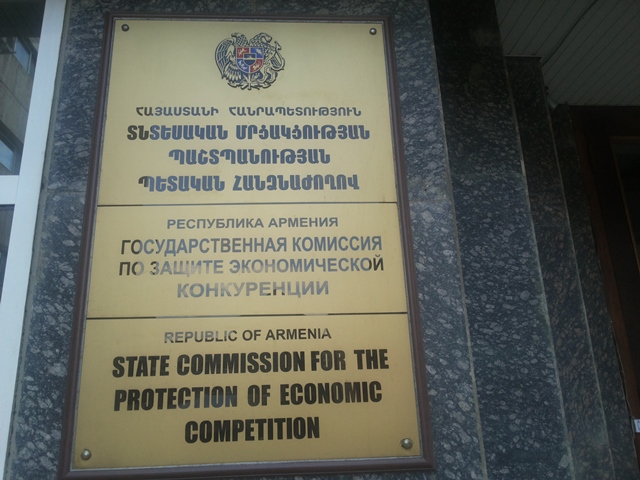 ՀԱՅԱՍՏԱՆԻ ՀԱՆՐԱՊԵՏՈՒԹՅՈՒՆ
ՏՆՏԵՍԱԿԱՆ ՄՐՑԱԿՑՈՒԹՅԱՆ
ՊԱՇՏՊԱՆՈՒԹՅԱՆ
ՊԵՏԱԿԱՆ ՀԱՆՁՆԱԺՈՂՈՎ
РЕСПУБЛИКА АРМЕНИЯ
ГОСУДАРСТВЕННАЯ КОМИССИЯ
ПО ЗАЩИТЕ ЭКОНОМИЧЕСКОЙ
КОНКУРЕНЦИИ
REPUBLIC OF ARMENIA
STATE COMMISSION FOR THE
PROTECTION OF ECONOMIC
COMPETITION